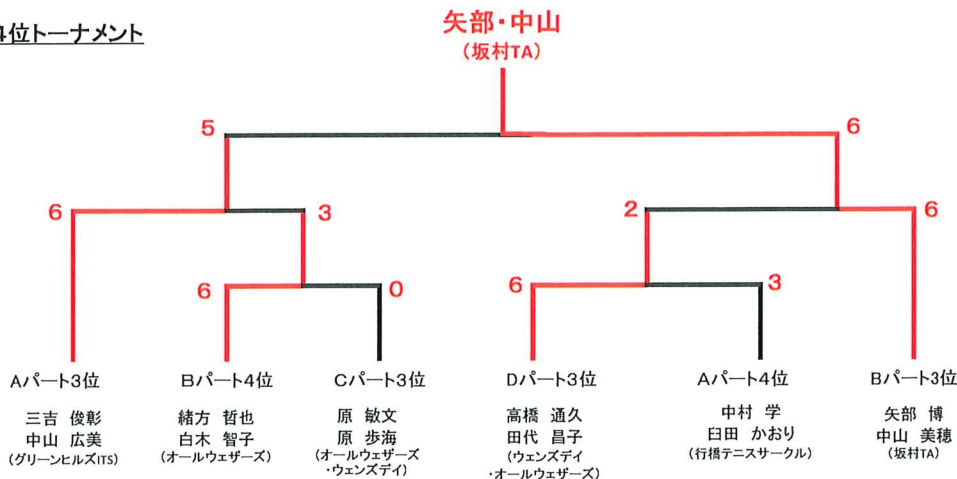 4位トーナメント
矢部・中山
(坂村TA)
5
6
6
3
2
6
6
0
6
3
Aパート3位
Bパート4位
Cパート3位
Dパート3位
Aパート4位
Bパート3位
三吉 俊彰
中山 広美
(グリーンヒルズITS)
緒方 哲也
白木 智子
(オールウェザーズ)
原 敏文
原 歩海
(オールウェザーズ
・ウェンズデイ)
高橋 通久
田代 昌子
(ウェンズデイ
・オールウェザーズ)
中村 学
臼田 かおり
(行橋テニスサークル)
矢部 博
中山 美穂
(坂村TA)